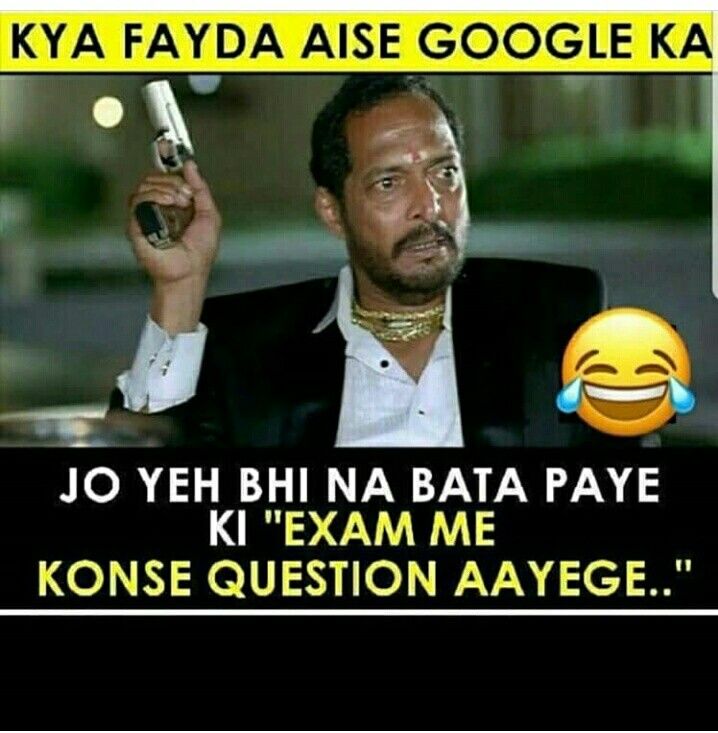 KYA FAYDA AISE GOOGLE KA
JO YEH BHI NA BATA PAYE
KI "EXAM ME
KONSE QUESTION AAYEGE.."